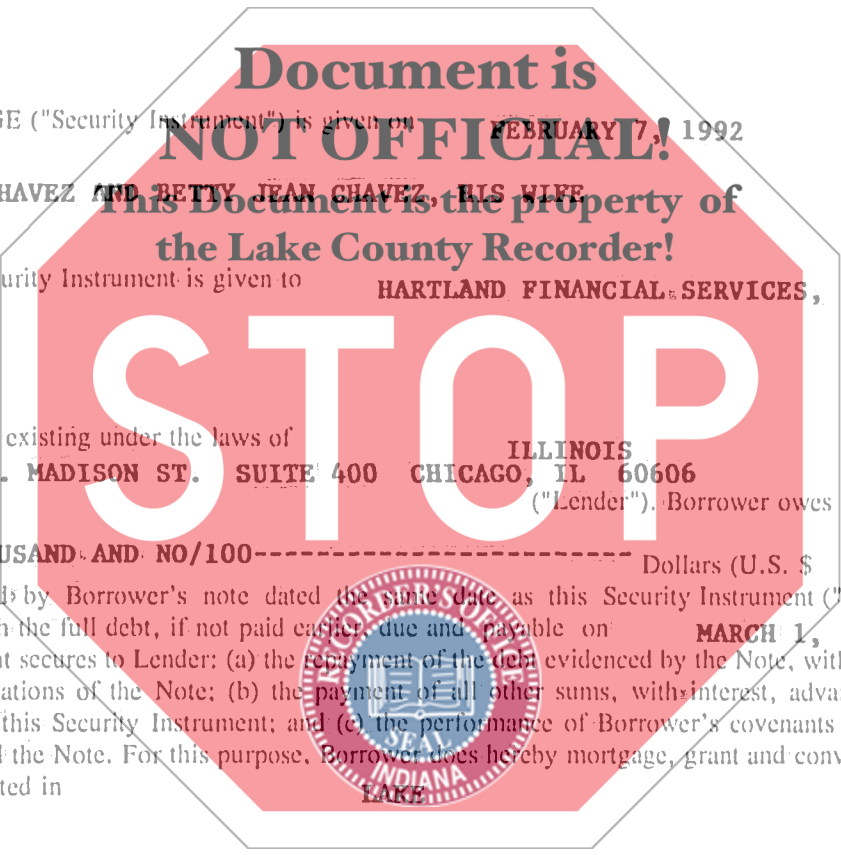 Document is
GE ("Security Instrument") is given on FEBRUARY 7, 1992
NOT OFFICIAL!
HAVEZ AND BETTY JEAN CHAVEZ, HIS WIFE
This Document is the property of
the Lake County Recorder!
urity Instrument is given to HARTLAND FINANCIAL SERVICES,
STOP
existing under the laws of ILLINOIS
. MADISON ST. SUITE 400 CHICAGO, IL 60606
("Lender"). Borrower owes
USAND AND NO/100---------------------------- Dollars (U.S. $
by Borrower's note dated the same date as this Security Instrument ("
the full debt, if not paid earlier, due and payable on MARCH 1,
t secures to Lender: (a) the repayment of the debt evidenced by the Note, with
ations of the Note; (b) the payment of all other sums, with interest, adva
this Security Instrument; and (c) the performance of Borrower's covenants
the Note. For this purpose, Borrower does hereby mortgage, grant and conv
ted in LAKE
RECORDER'S OFFICE
SEAL
INDIANA